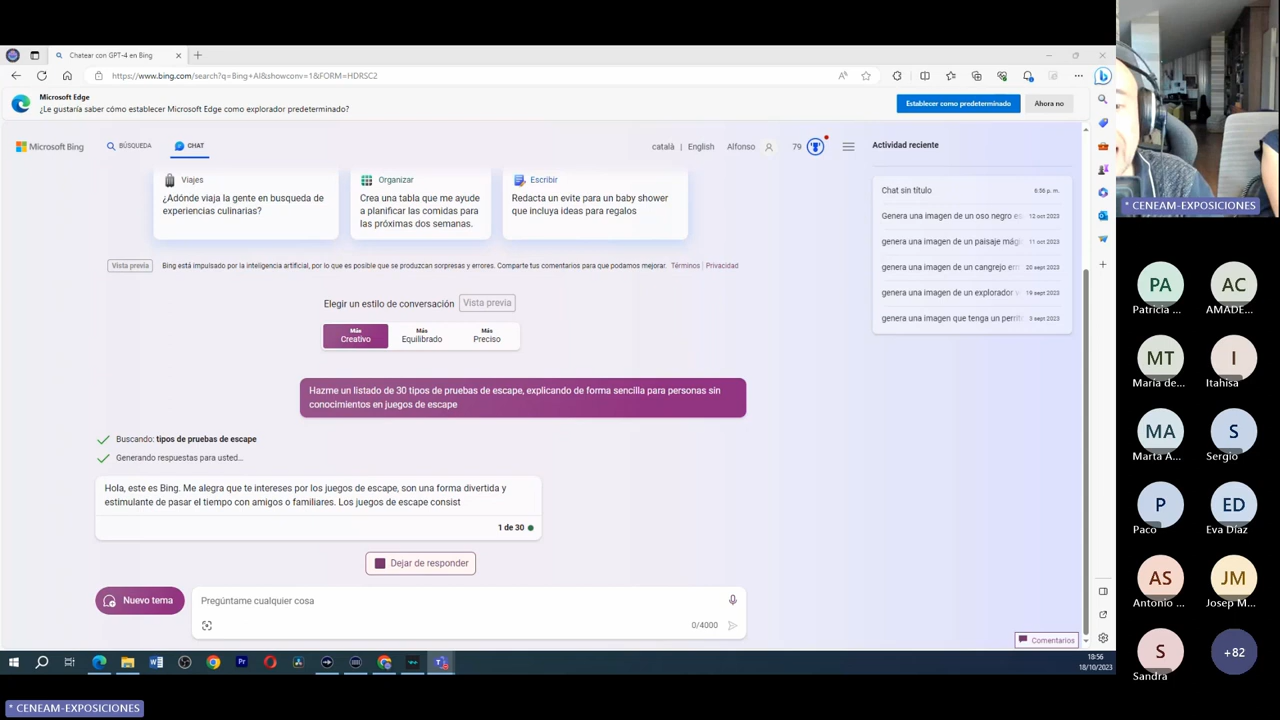 Chatear con GPT-4 en Bing
https://www.bing.com/search?q=Bing+AI&showconv=1&FORM=HDRSC2
Microsoft Edge
¿Le gustaría saber cómo establecer Microsoft Edge como explorador predeterminado?
Establecer como predeterminado
Ahora no
Microsoft Bing
BÚSQUEDA
CHAT
català | English
Alfonso
79
Viajes
¿Adónde viaja la gente en busqueda de
experiencias culinarias?
Organizar
Crea una tabla que me ayude
a planificar las comidas para
las próximas dos semanas.
Escribir
Redacta un evite para un baby shower
que incluya ideas para regalos
Vista previa
Bing está impulsado por la inteligencia artificial, por lo que es posible que se produzcan sorpresas y errores. Comparte tus comentarios para que podamos mejorar. Términos | Privacidad
Elegir un estilo de conversación Vista previa
Más
Creativo
Más
Equilibrado
Más
Preciso
Hazme un listado de 30 tipos de pruebas de escape, explicando de forma sencilla para personas sin
conocimientos en juegos de escape
Buscando: tipos de pruebas de escape
Generando respuestas para usted...
Hola, este es Bing. Me alegra que te intereses por los juegos de escape, son una forma divertida y
estimulante de pasar el tiempo con amigos o familiares. Los juegos de escape consist
1 de 30
Dejar de responder
Nuevo tema
Pregúntame cualquier cosa
0/4000
Comentarios
Actividad reciente
Chat sin título 6:56 p. m.
Genera una imagen de un oso negro es 12 oct 2023
genera una imagen de un paisaje mág 11 oct 2023
genera una imagen de un cangrejo erm 20 sept 2023
genera una imagen de un explorador 19 sept 2023
genera una imagen que tenga un perrit 3 sept 2023
18:56
18/10/2023
* CENEAM-EXPOSICIONES
* CENEAM-EXPOSICIONES
PA
Patricia ...
AC
AMADE...
MT
María de...
I
Itahisa
MA
Marta A...
S
Sergio
P
Paco
ED
Eva Díaz
AS
Antonio ...
JM
Josep M...
S
Sandra
+82